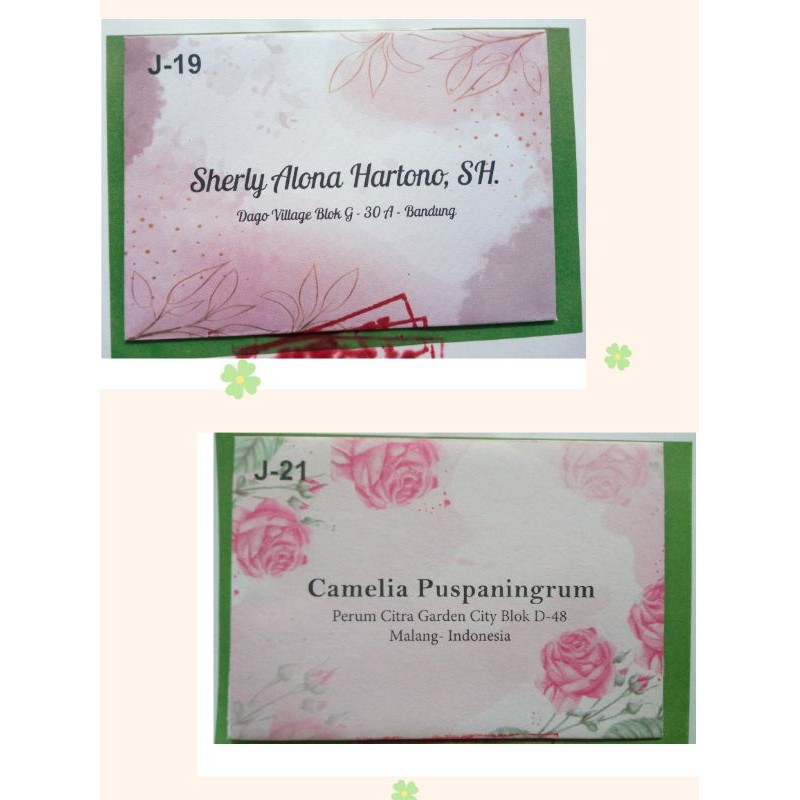 J-19
Sherly Alona Hartono, SH.
Dago Village Blok G - 30 A - Bandung
J-21
Camelia Puspaningrum
Perum Citra Garden City Blok D-48
Malang- Indonesia